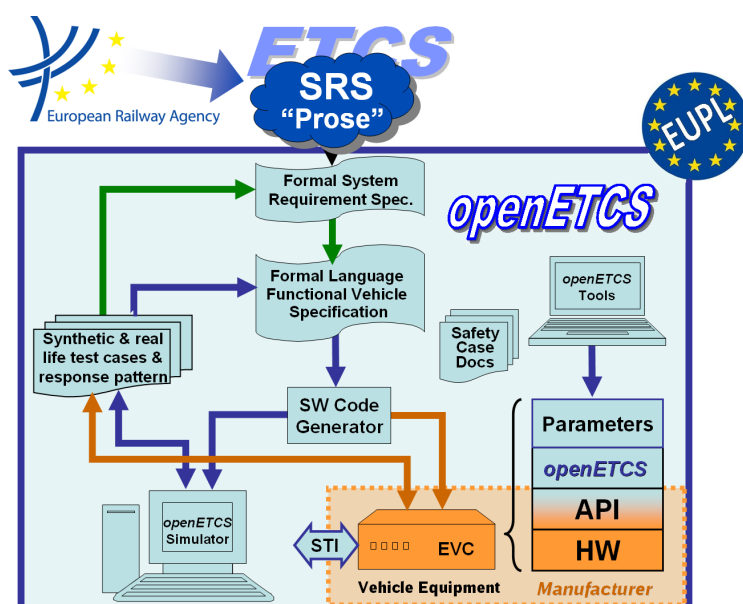 ETCS
SRS
“Prose”
European Railway Agency
EUPL
Formal System
Requirement Spec.
openETCS
Formal Language
Functional Vehicle
Specification
openETCS
Tools
Synthetic & real
life test cases &
response pattern
Safety
Case
Docs
SW Code
Generator
Parameters
openETCS
API
HW
openETCS
Simulator
STI
EVC
Vehicle Equipment
Manufacturer